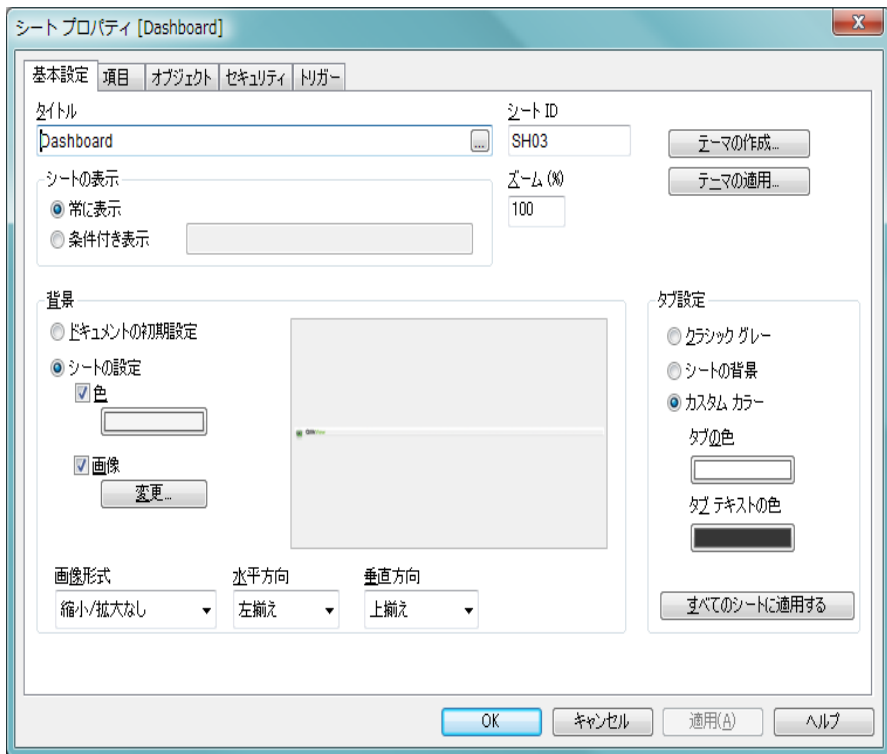 シート プロパティ [Dashboard]
基本設定 項目 オブジェクト セキュリティ トリガー
タイトル
Dashboard
...
シート ID
SH03
テーマの作成...
シートの表示
常に表示
条件付き表示
ズーム (%)
100
テーマの適用...
背景
ドキュメントの初期設定
シートの設定
色
画像
変更...
画像形式
縮小/拡大なし
水平方向
左揃え
垂直方向
上揃え
タブ設定
クラシック グレー
シートの背景
カスタム カラー
タブの色
タブ テキストの色
すべてのシートに適用する
OK キャンセル 適用(A) ヘルプ